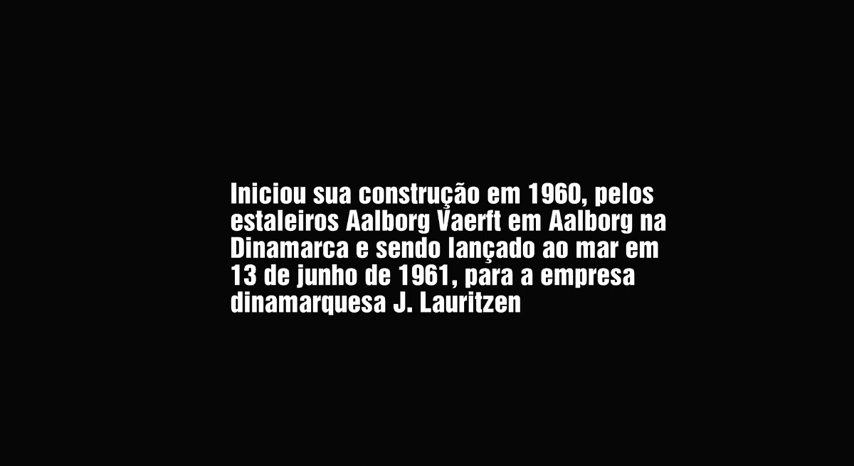 Iniciou sua construção em 1960, pelos
estaleiros Aalborg Vaerft em Aalborg na
Dinamarca e sendo lançado ao mar em
13 de junho de 1961, para a empresa
dinamarquesa J. Lauritzen